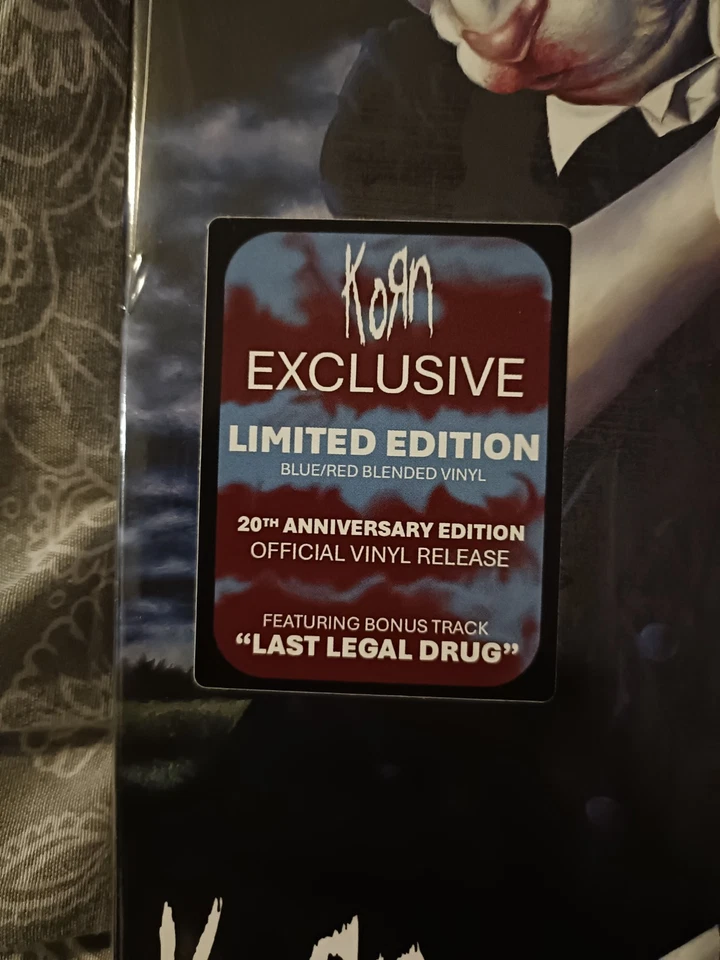 KoЯn
EXCLUSIVE
LIMITED EDITION
BLUE/RED BLENDED VINYL
20TH ANNIVERSARY EDITION
OFFICIAL VINYL RELEASE
FEATURING BONUS TRACK
“LAST LEGAL DRUG”